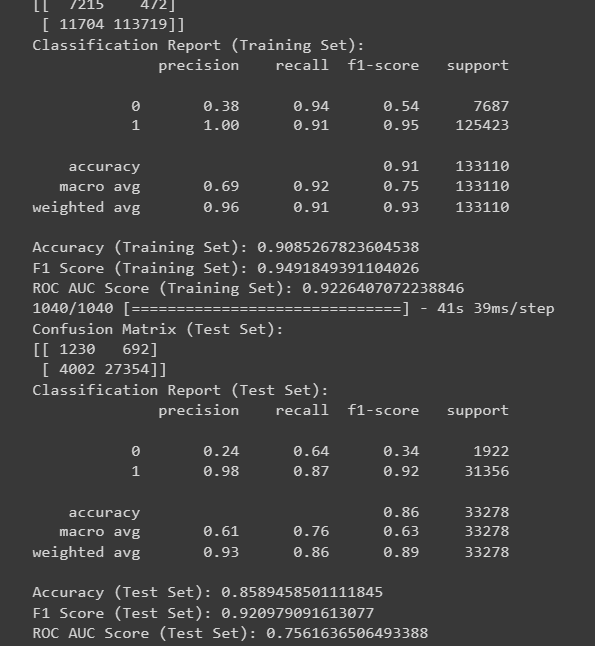 [[  7215    472]
 [ 11704 113719]]
Classification Report (Training Set):
              precision    recall  f1-score   support

           0       0.38      0.94      0.54      7687
           1       1.00      0.91      0.95    125423

    accuracy                           0.91    133110
   macro avg       0.69      0.92      0.75    133110
weighted avg       0.96      0.91      0.93    133110

Accuracy (Training Set): 0.9085267823604538
F1 Score (Training Set): 0.9491849391104026
ROC AUC Score (Training Set): 0.9226407072238846
1040/1040 [==============================] - 41s 39ms/step
Confusion Matrix (Test Set):
[[ 1230   692]
 [ 4002 27354]]
Classification Report (Test Set):
              precision    recall  f1-score   support

           0       0.24      0.64      0.34      1922
           1       0.98      0.87      0.92     31356

    accuracy                           0.86     33278
   macro avg       0.61      0.76      0.63     33278
weighted avg       0.93      0.86      0.89     33278

Accuracy (Test Set): 0.8589458501111845
F1 Score (Test Set): 0.920979091613077
ROC AUC Score (Test Set): 0.7561636506493388